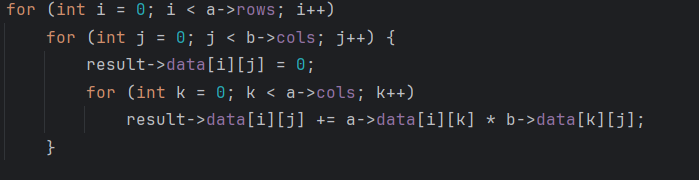 for (int i = 0; i < a->rows; i++)
    for (int j = 0; j < b->cols; j++) {
        result->data[i][j] = 0;
        for (int k = 0; k < a->cols; k++)
            result->data[i][j] += a->data[i][k] * b->data[k][j];
    }